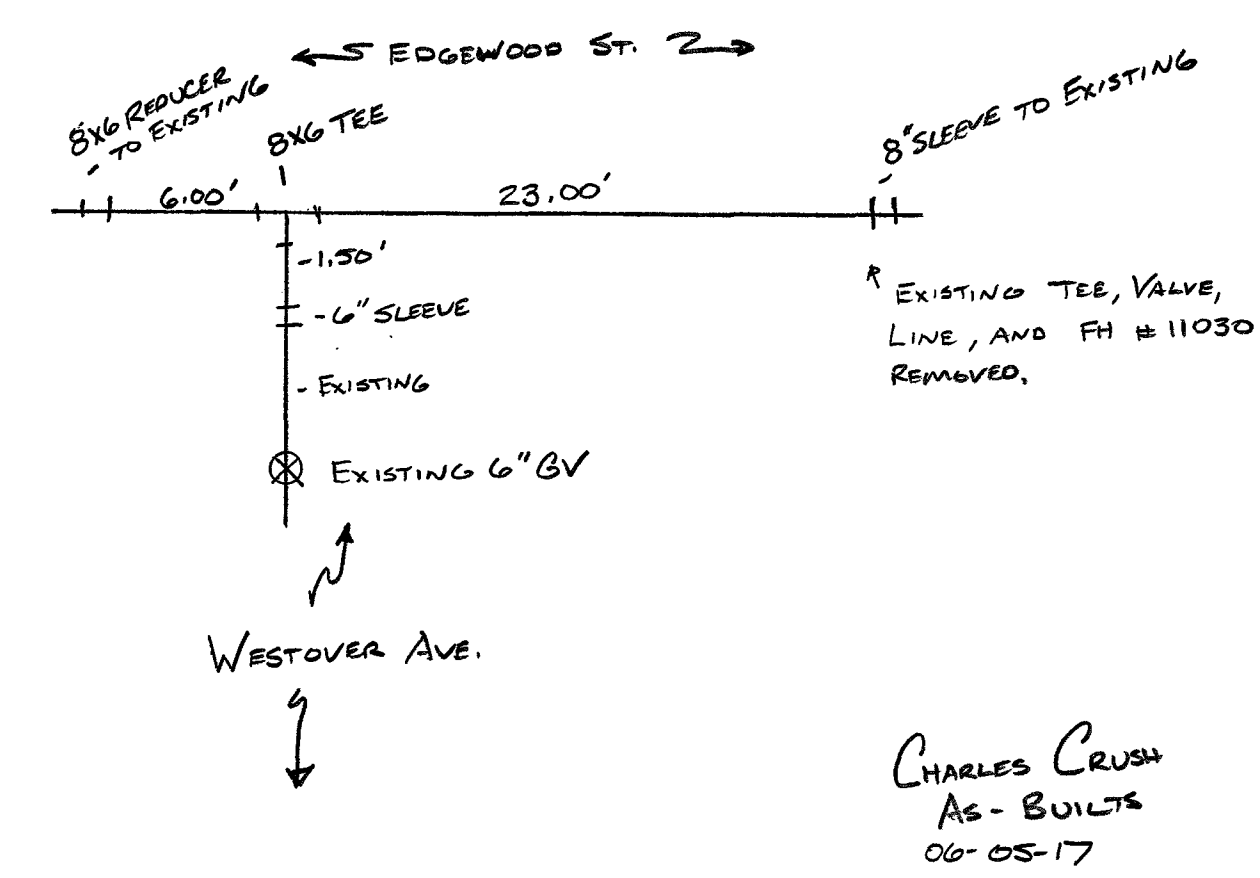 EDGEWOOD ST.
8X6 REDUCER
TO EXISTING
8X6 TEE
8" SLEEVE TO EXISTING
6.00'
23.00'
-1.50'
- 6" SLEEVE
- EXISTING
EXISTING 6" GV
EXISTING TEE, VALVE,
LINE, AND FH # 11030
REMOVED.
WESTOVER AVE.
CHARLES CRUSH
AS-BUILTS
06-05-17